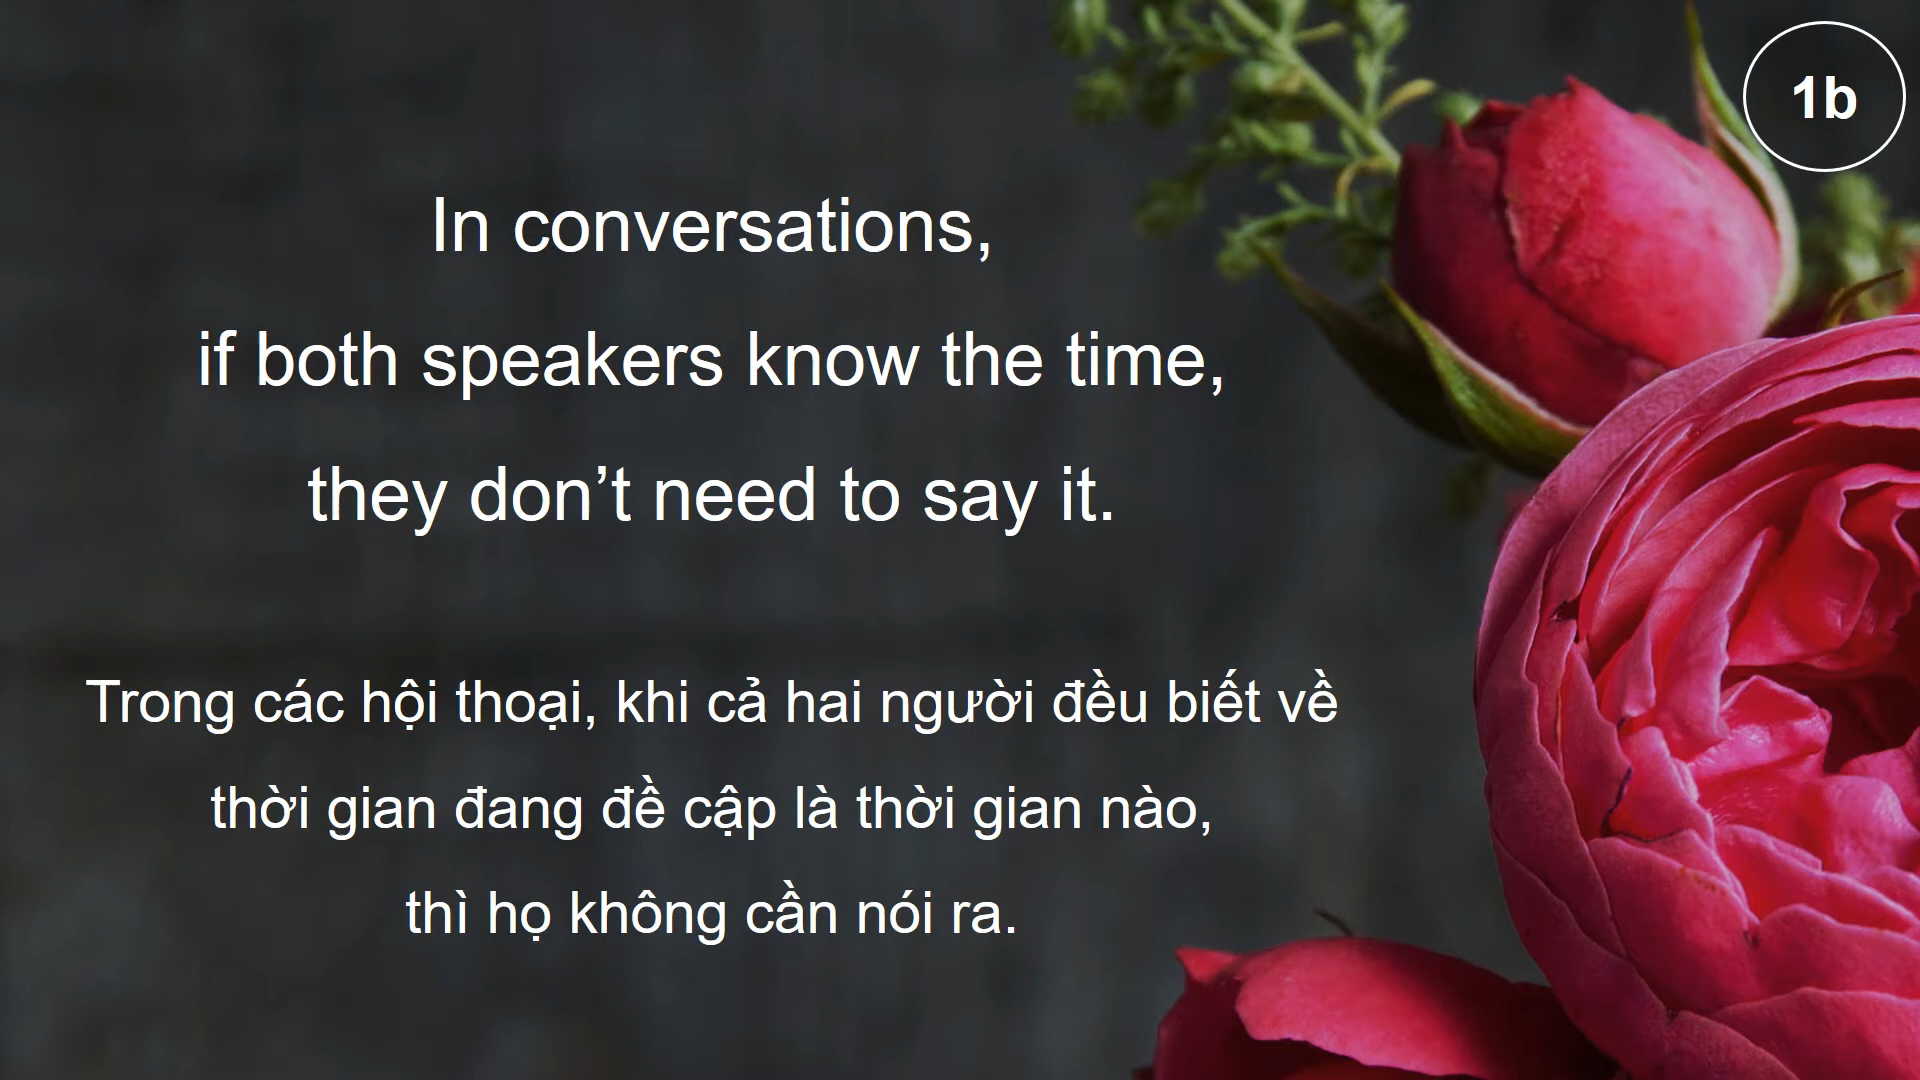 1b
In conversations,
if both speakers know the time,
they don’t need to say it.
Trong các hội thoại, khi cả hai người đều biết về
thời gian đang đề cập là thời gian nào,
thì họ không cần nói ra.